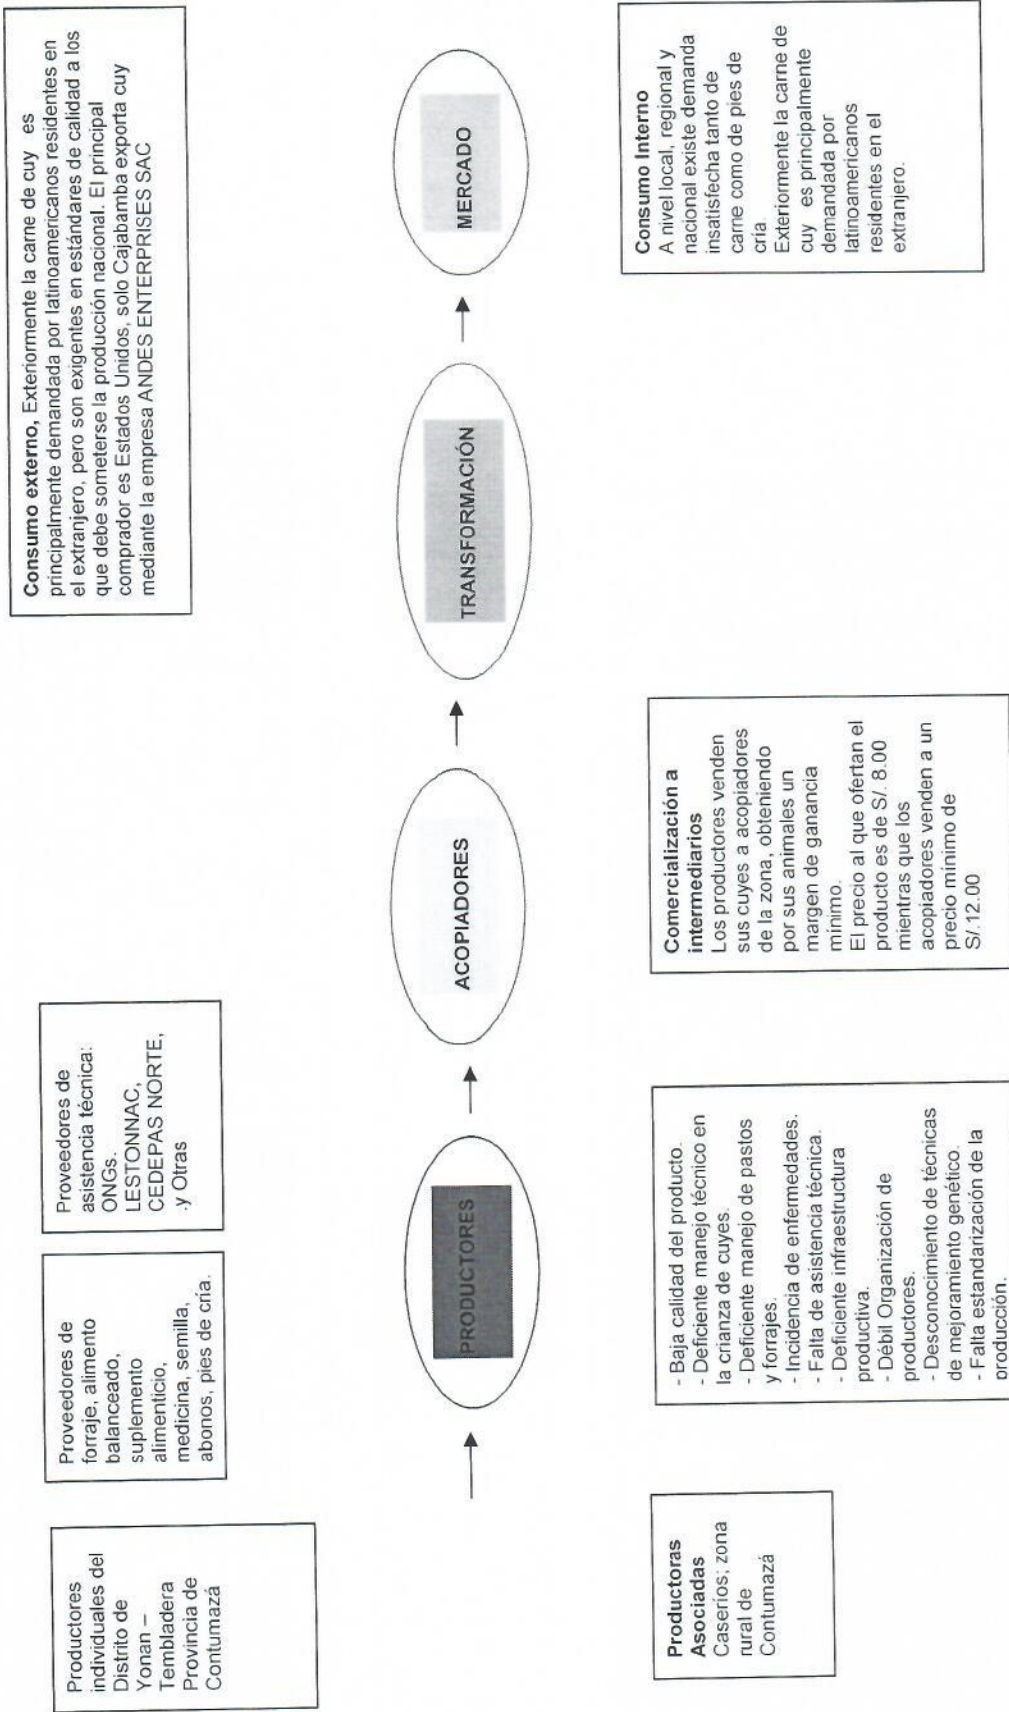 Productores
individuales del
Distrito de
Yonan –
Tembladera
Provincia de
Contumazá
Proveedores de
forraje, alimento
balanceado,
suplemento
alimenticio,
medicina, semilla,
abonos, pies de cría.
Proveedores de
asistencia técnica:
ONGs.
LESTONNAC,
CEDEPAS NORTE,
.y Otras
Consumo externo, Exteriormente la carne de cuy es
principalmente demandada por latinoamericanos residentes en
el extranjero, pero son exigentes en estándares de calidad a los
que debe someterse la producción nacional. El principal
comprador es Estados Unidos, solo Cajabamba exporta cuy
mediante la empresa ANDES ENTERPRISES SAC
PRODUCTORES
ACOPIADORES
TRANSFORMACIÓN
MERCADO
Productoras
Asociadas
Caseríos; zona
rural de
Contumazá
- Baja calidad del producto.
- Deficiente manejo técnico en
la crianza de cuyes.
- Deficiente manejo de pastos
y forrajes.
- Incidencia de enfermedades.
- Falta de asistencia técnica.
- Deficiente infraestructura
productiva.
- Débil Organización de
productores.
- Desconocimiento de técnicas
de mejoramiento genético.
- Falta estandarización de la
producción.
Comercialización a
intermediarios
Los productores venden
sus cuyes a acopiadores
de la zona, obteniendo
por sus animales un
margen de ganancia
mínimo.
El precio al que ofertan el
producto es de S/. 8.00
mientras que los
acopiadores venden a un
precio mínimo de
S/.12.00
Consumo Interno
A nivel local, regional y
nacional existe demanda
insatisfecha tanto de
carne como de pies de
cría.
Exteriormente la carne de
cuy es principalmente
demandada por
latinoamericanos
residentes en el
extranjero.